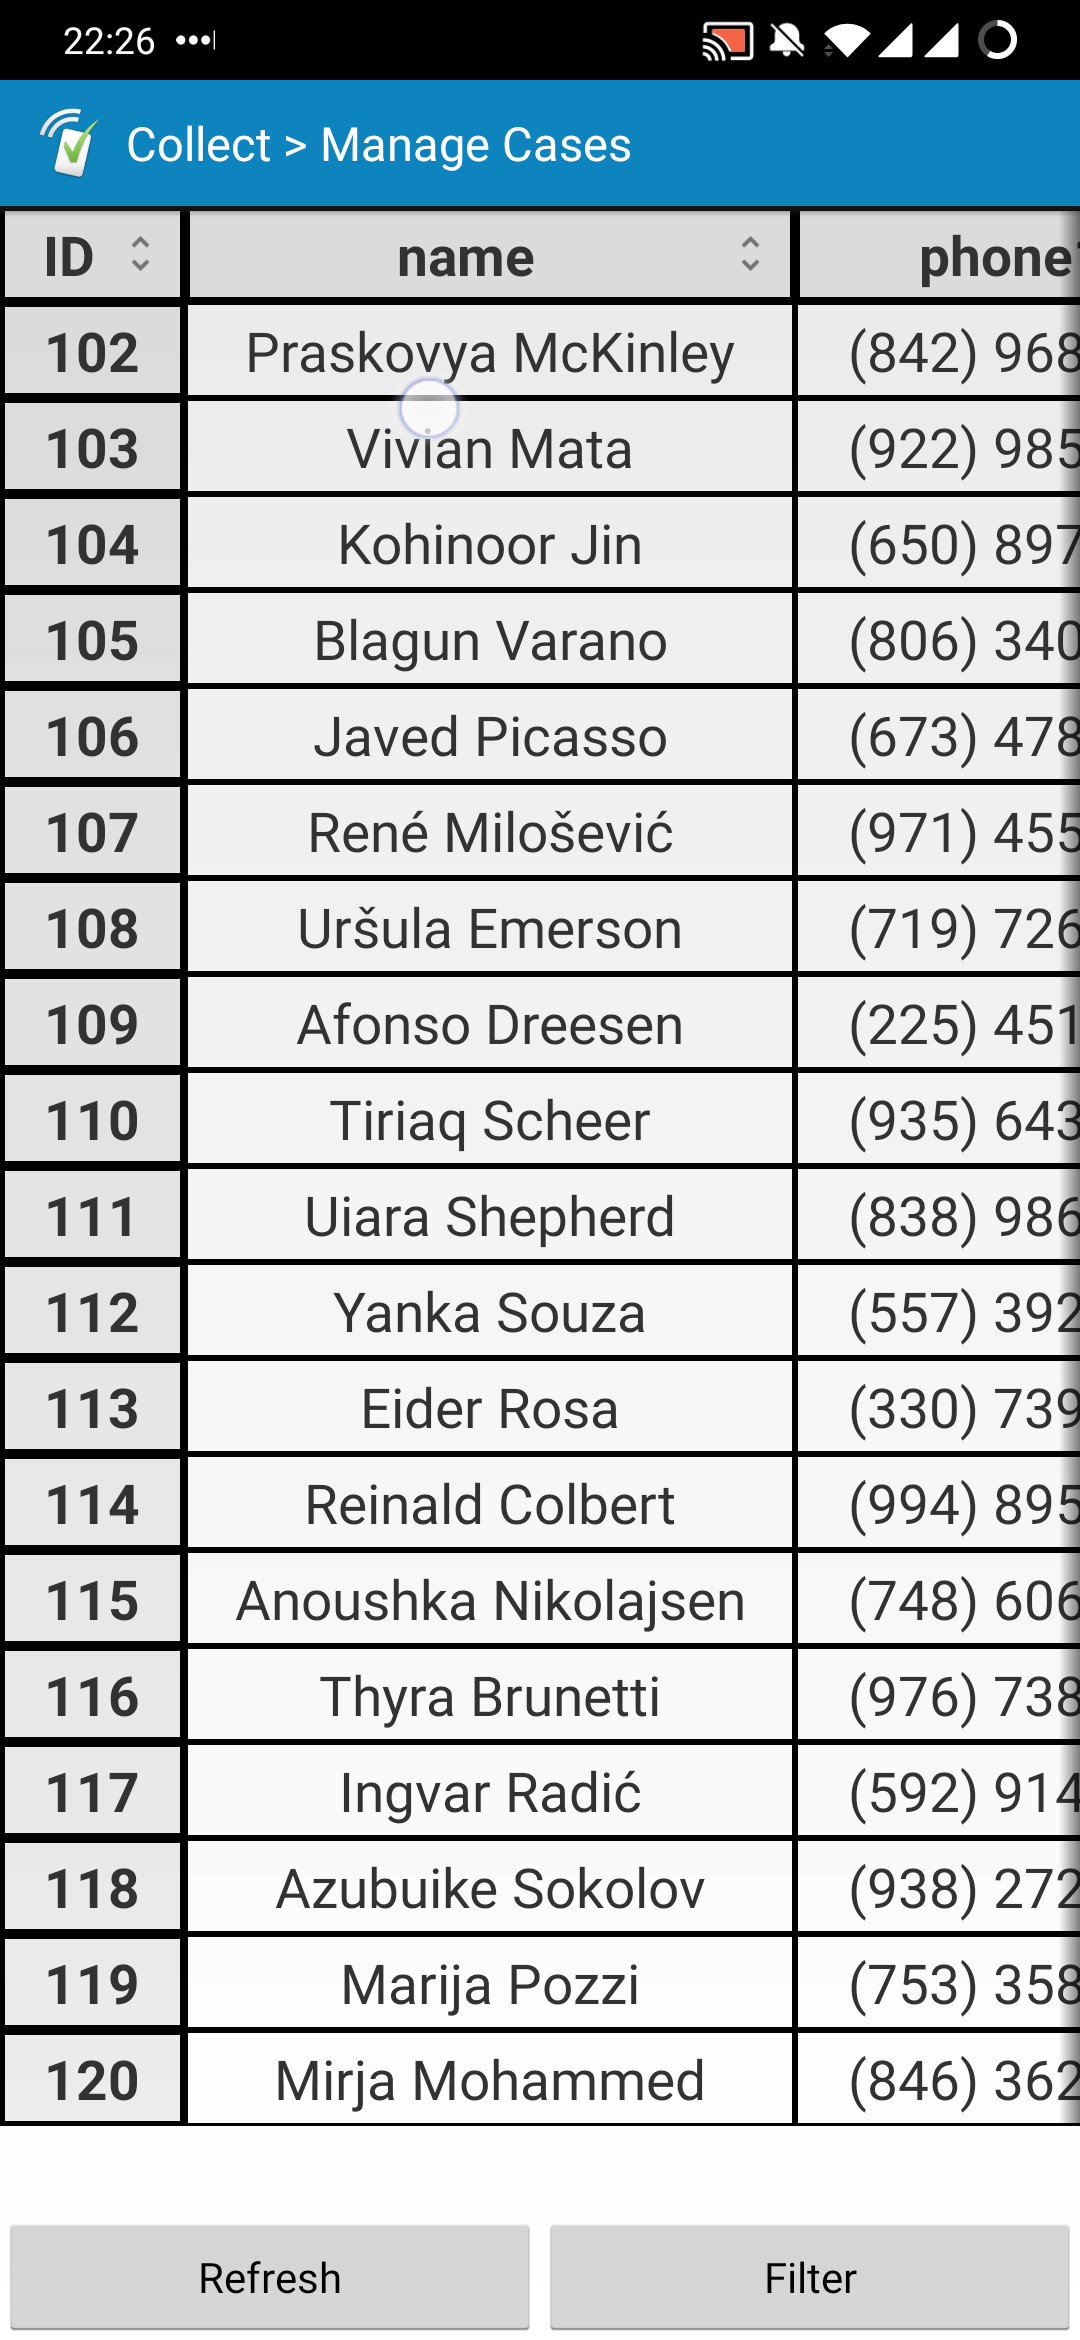 22:26
Collect > Manage Cases
ID name phone
102 Praskovya McKinley (842) 968
103 Vivian Mata (922) 985
104 Kohinoor Jin (650) 897
105 Blagun Varano (806) 340
106 Javed Picasso (673) 478
107 René Milošević (971) 455
108 Uršula Emerson (719) 726
109 Afonso Dreesen (225) 451
110 Tiriaq Scheer (935) 643
111 Uiara Shepherd (838) 986
112 Yanka Souza (557) 392
113 Eider Rosa (330) 739
114 Reinald Colbert (994) 895
115 Anoushka Nikolajsen (748) 606
116 Thyra Brunetti (976) 738
117 Ingvar Radić (592) 914
118 Azubuike Sokolov (938) 272
119 Marija Pozzi (753) 358
120 Mirja Mohammed (846) 362
Refresh Filter